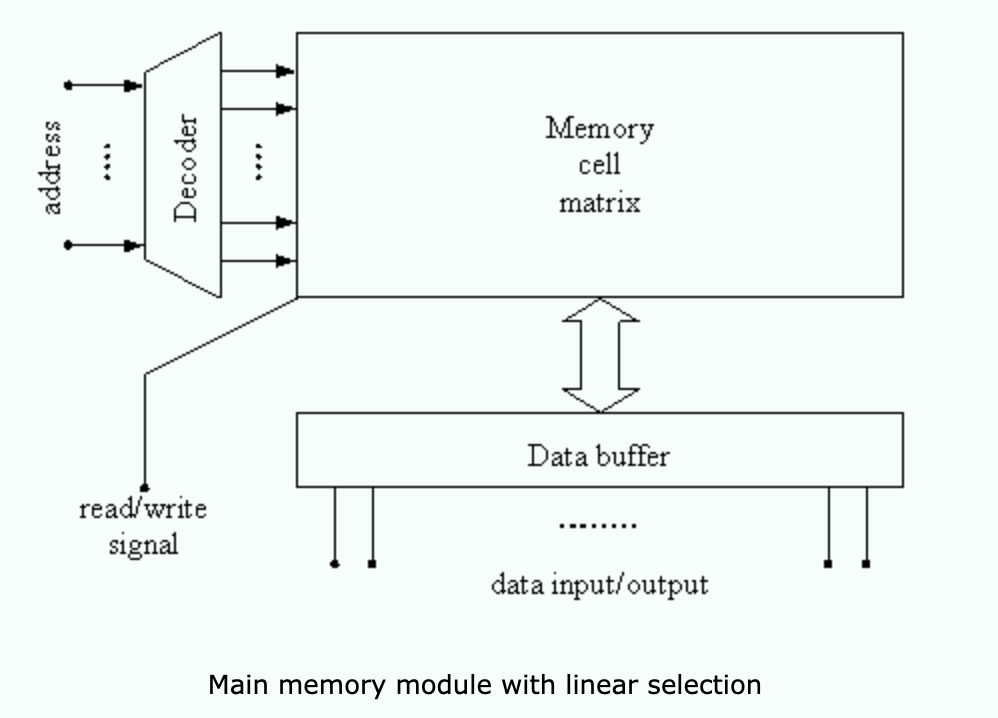 address
Decoder
Memory
cell
matrix
Data buffer
read/write
signal
data input/output
Main memory module with linear selection